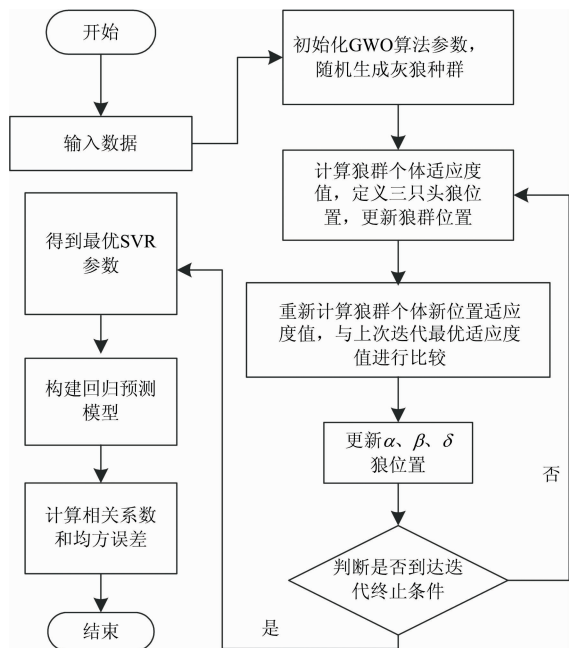 开始
输入数据
初始化GWO算法参数，
随机生成灰狼种群
计算狼群个体适应度
值，定义三只头狼位
置，更新狼群位置
重新计算狼群个体新位置适应
度值，与上次迭代最优适应度
值进行比较
更新α、β、δ
狼位置
判断是否到达迭
代终止条件
否
是
得到最优SVR
参数
构建回归预测
模型
计算相关系数
和均方误差
结束